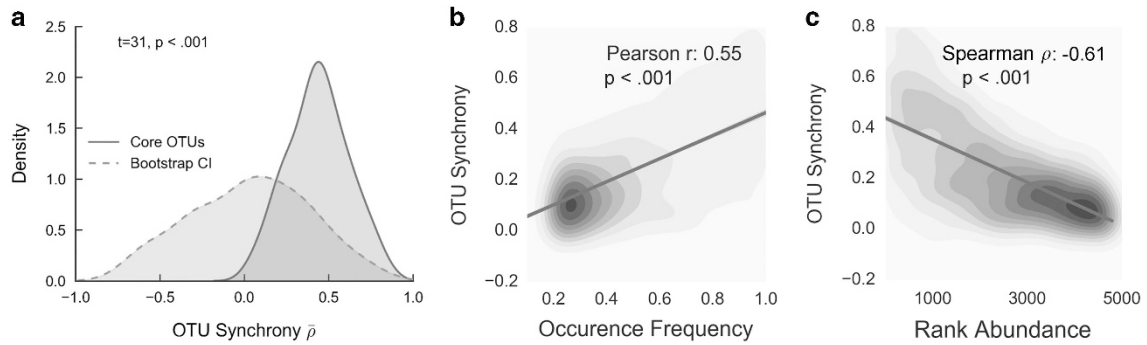 a
t=31, p < .001
Density
2.5
2.0
1.5
1.0
0.5
0.0
Core OTUs
Bootstrap CI
−1.0 −0.5 0.0 0.5 1.0
OTU Synchrony ρ̄
b
Pearson r: 0.55
p < .001
OTU Synchrony
0.8
0.6
0.4
0.2
0.0
−0.2
0.2 0.4 0.6 0.8 1.0
Occurence Frequency
c
Spearman ρ: -0.61
p < .001
OTU Synchrony
0.8
0.6
0.4
0.2
0.0
−0.2
1000 3000 5000
Rank Abundance